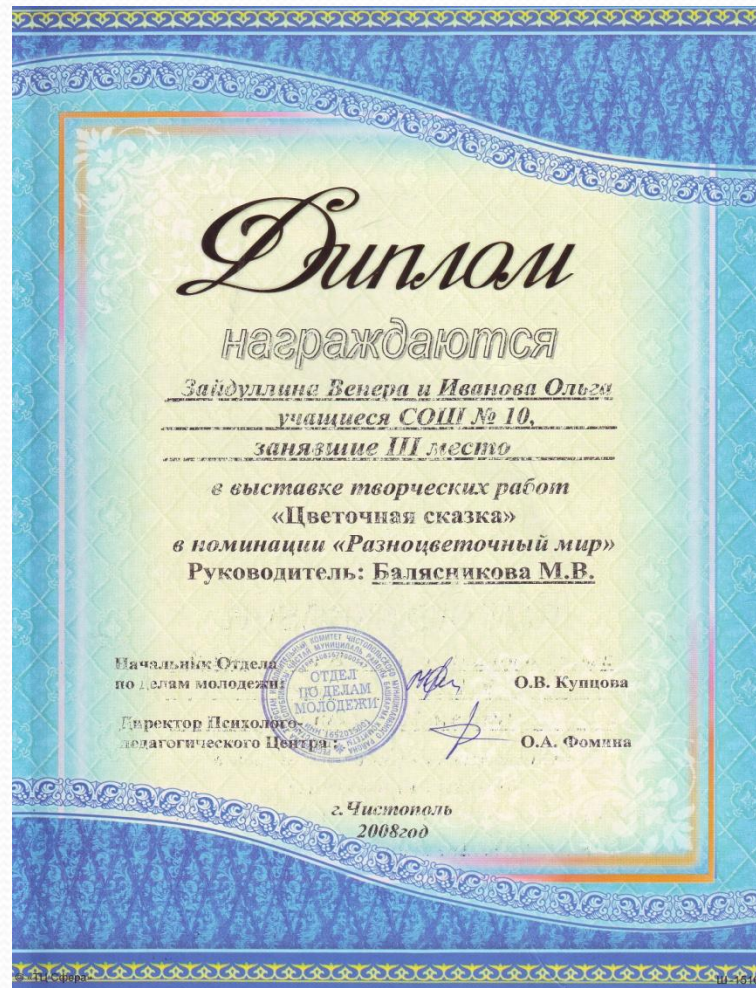 Диплом
награждаются
Зайдуллина Венера и Иванова Ольга
учащиеся СОШ № 10,
занявшие III место
в выставке творческих работ
«Цветочная сказка»
в номинации «Разноцветочный мир»
Руководитель: Балясникова М.В.
Начальник Отдела
по делам молодежи:
О.В. Купцова
ОТДЕЛ
ПО ДЕЛАМ
МОЛОДЕЖИ
Директор Психолого-
педагогического Центра:
О.А. Фомина
г.Чистополь
2008год
© «ТЦ Сфера»